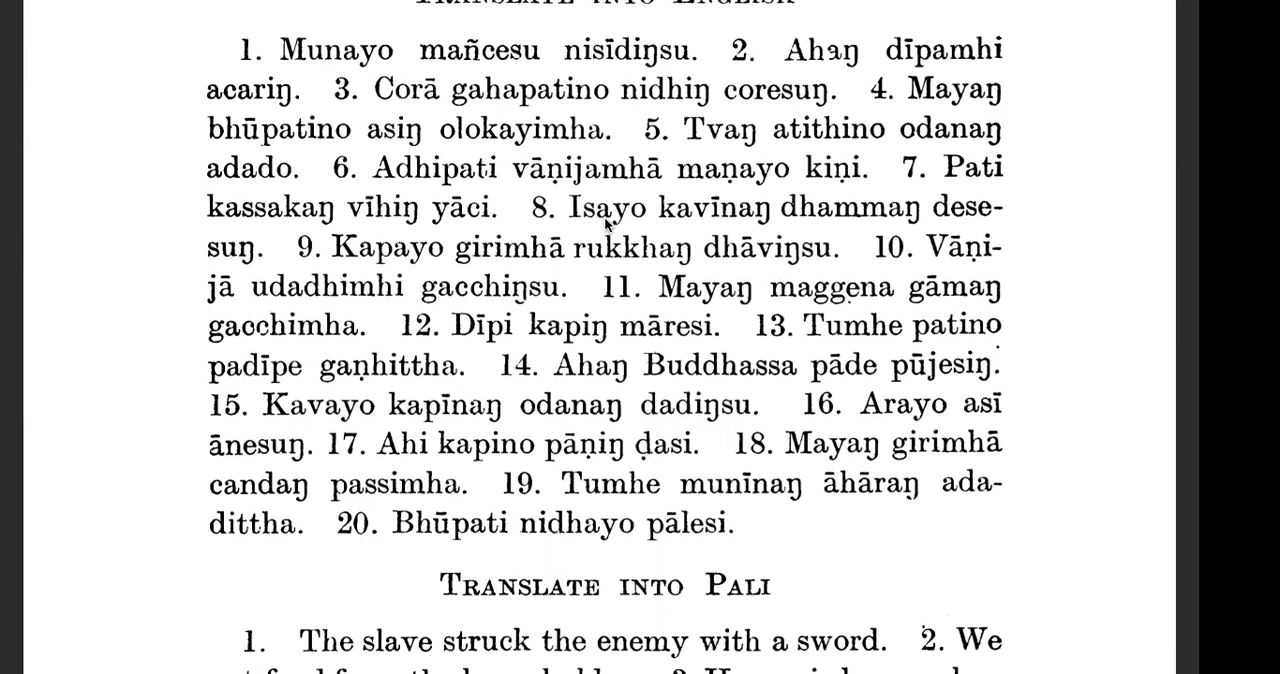 1. Munayo mañcesu nisīdiŋsu. 2. Ahaŋ dīpamhi
acariŋ. 3. Corā gahapatino nidhiŋ coresuŋ. 4. Mayaŋ
bhūpatino asiŋ olokayimha. 5. Tvaŋ atithino odanaŋ
adado. 6. Adhipati vāṇijamhā maṇayo kiṇi. 7. Pati
kassakaŋ vīhiŋ yāci. 8. Isayo kavīnaŋ dhammaŋ dese-
suŋ. 9. Kapayo girimhā rukkhaŋ dhāviŋsu. 10. Vāṇi-
jā udadhimhi gacchiŋsu. 11. Mayaŋ maggena gāmaŋ
gacchimha. 12. Dīpi kapiŋ māresi. 13. Tumhe patino
padīpe gaṇhittha. 14. Ahaŋ Buddhassa pāde pūjesiŋ.
15. Kavayo kapīnaŋ odanaŋ dadiŋsu. 16. Arayo asī
ānesuŋ. 17. Ahi kapino pāṇiŋ ḍasi. 18. Mayaŋ girimhā
candaŋ passimha. 19. Tumhe munīnaŋ āhāraŋ ada-
dittha. 20. Bhūpati nidhayo pālesi.
TRANSLATE INTO PALI
1. The slave struck the enemy with a sword. 2. We